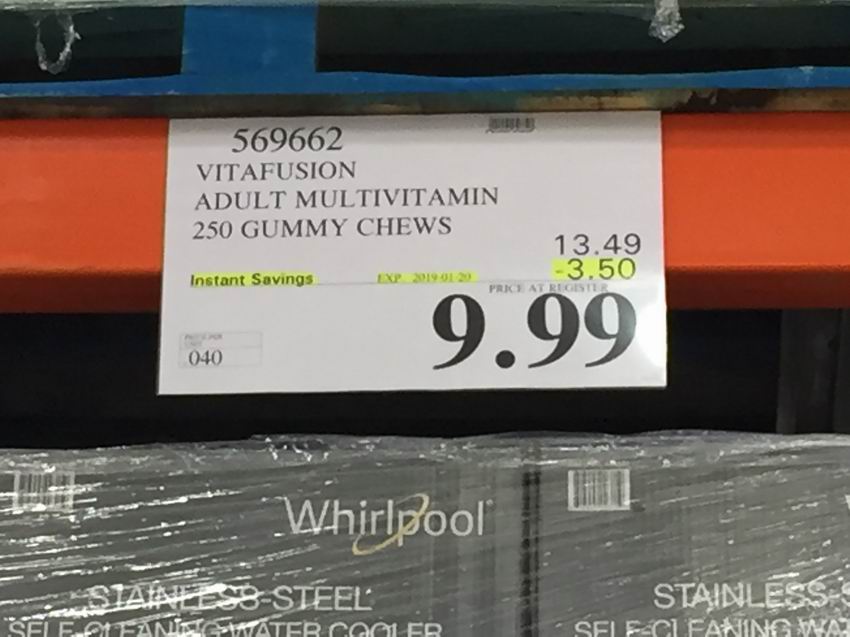 569662
VITAFUSION
ADULT MULTIVITAMIN
250 GUMMY CHEWS
13.49
Instant Savings EXP. 2019-01-20 -3.50
PRICE AT REGISTER
9.99
040
Whirlpool
STAINLESS-STEEL STAINLESS-S
SELF-CLEANING WATER COOLER SELF-CLEANING WAT